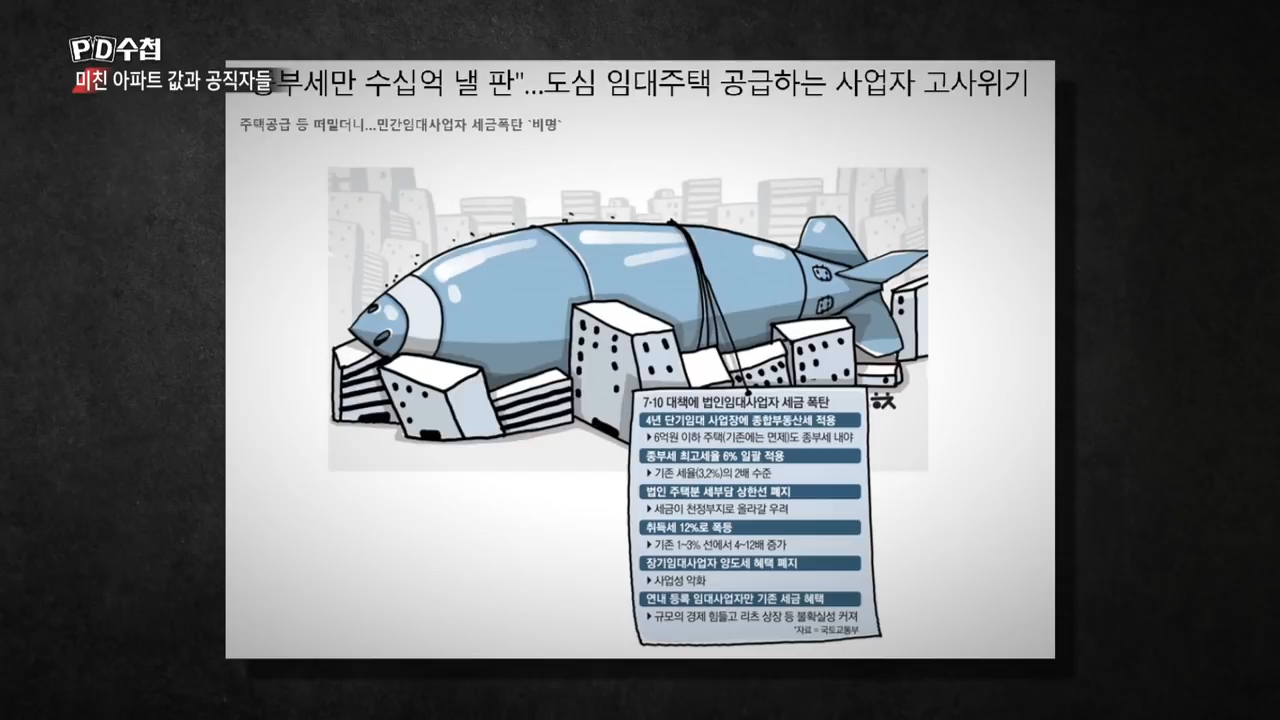 PD수첩
미친 아파트 값과 공직자들
부세만 수십억 낼 판"...도심 임대주택 공급하는 사업자 고사위기
주택공급 등 떠밀더니...민간임대사업자 세금폭탄 `비명`
7·10 대책에 법인임대사업자 세금 폭탄
4년 단기임대 사업장에 종합부동산세 적용
▶6억원 이하 주택(기존에는 면제)도 종부세 내야
종부세 최고세율 6% 일괄 적용
▶기존 세율(3.2%)의 2배 수준
법인 주택분 세부담 상한선 폐지
▶세금이 천정부지로 올라갈 우려
취득세 12%로 폭등
▶기존 1~3% 선에서 4~12배 증가
장기임대사업자 양도세 혜택 폐지
▶사업성 악화
연내 등록 임대사업자만 기존 세금 혜택
▶규모의 경제 힘들고 리츠 상장 등 불확실성 커져
*자료=국토교통부